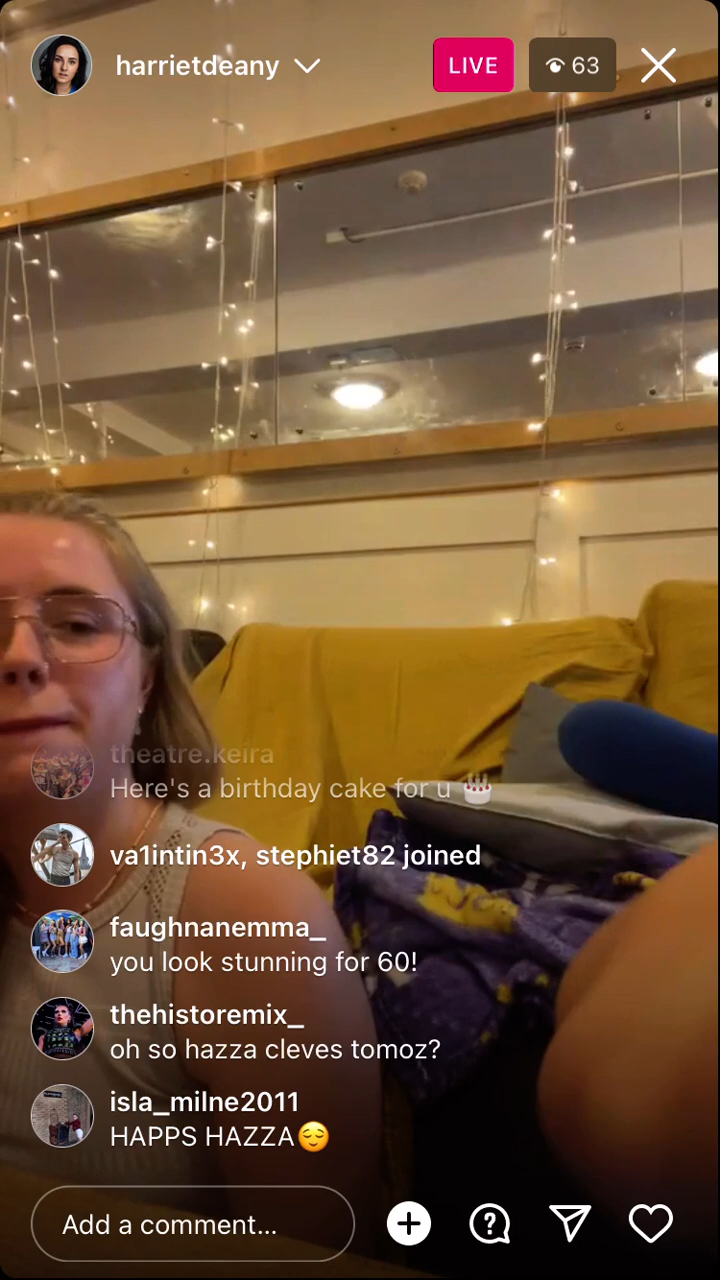 harrietdeany
LIVE
63
theatre.keira
Here's a birthday cake for u 🎂
va1intin3x, stephiet82 joined
faughnanemma_
you look stunning for 60!
thehistoremix_
oh so hazza cleves tomoz?
isla_milne2011
HAPPS HAZZA😌
Add a comment...